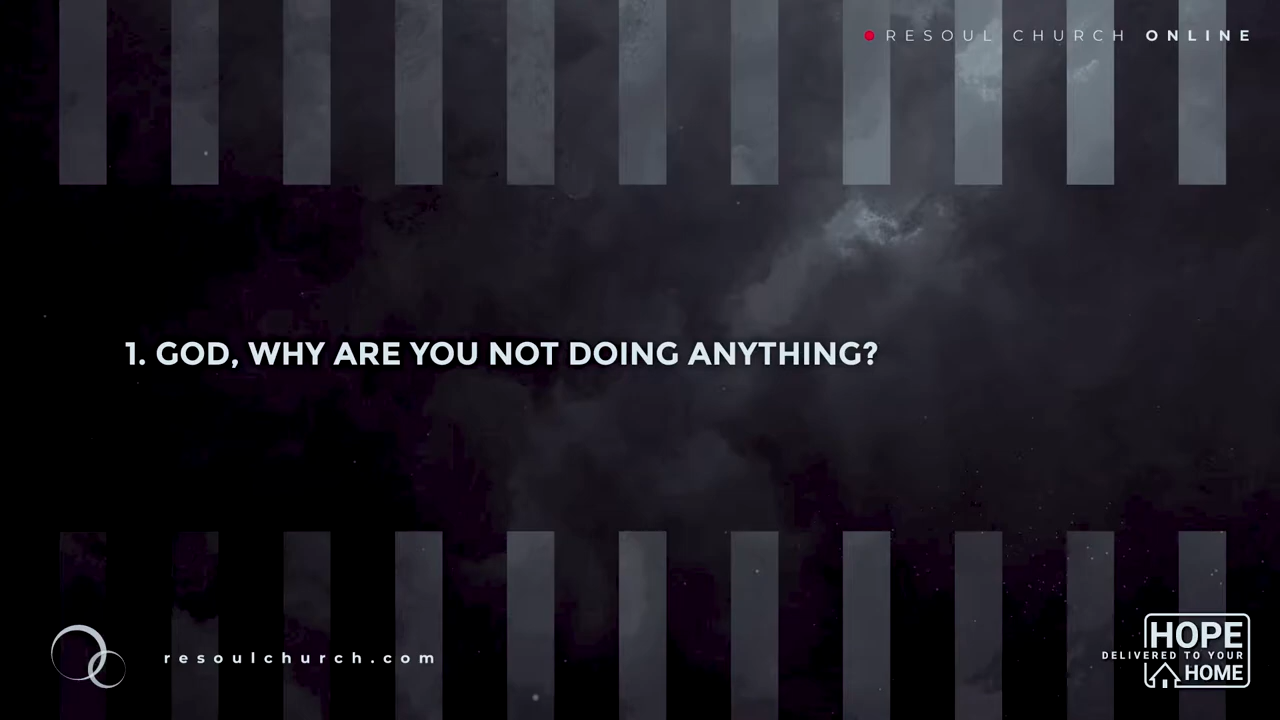 RESOUL CHURCH ONLINE
1. GOD, WHY ARE YOU NOT DOING ANYTHING?
resoulchurch.com
HOPE
DELIVERED TO YOUR
HOME